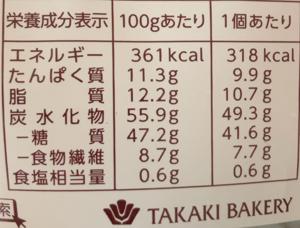 栄養成分表示 100gあたり 1個あたり
エネルギー 361kcal 318kcal
たんぱく質 11.3g 9.9g
脂質 12.2g 10.7g
炭水化物 55.9g 49.3g
−糖質 47.2g 41.6g
−食物繊維 8.7g 7.7g
食塩相当量 0.6g 0.6g
索 TAKAKI BAKERY